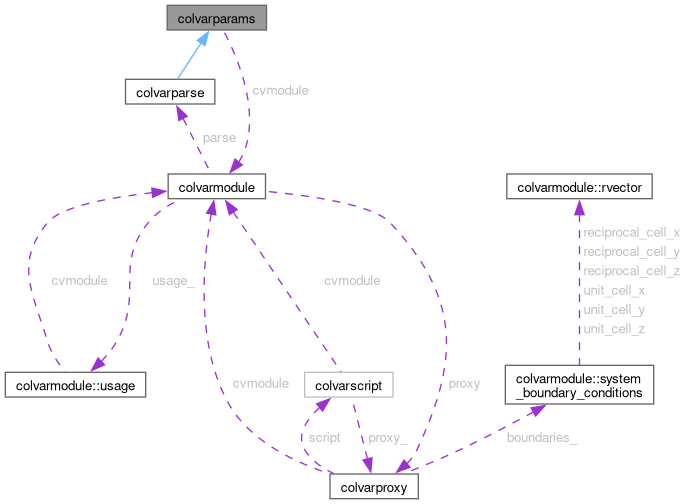 colvarparams
colvarparse
cvmodule
parse
colvarmodule
colvarmodule::rvector
reciprocal_cell_x
reciprocal_cell_y
reciprocal_cell_z
unit_cell_x
unit_cell_y
unit_cell_z
cvmodule
usage_
cvmodule
cvmodule
proxy
colvarmodule::usage
colvarscript
colvarmodule::system
_boundary_conditions
script
proxy_
boundaries_
colvarproxy